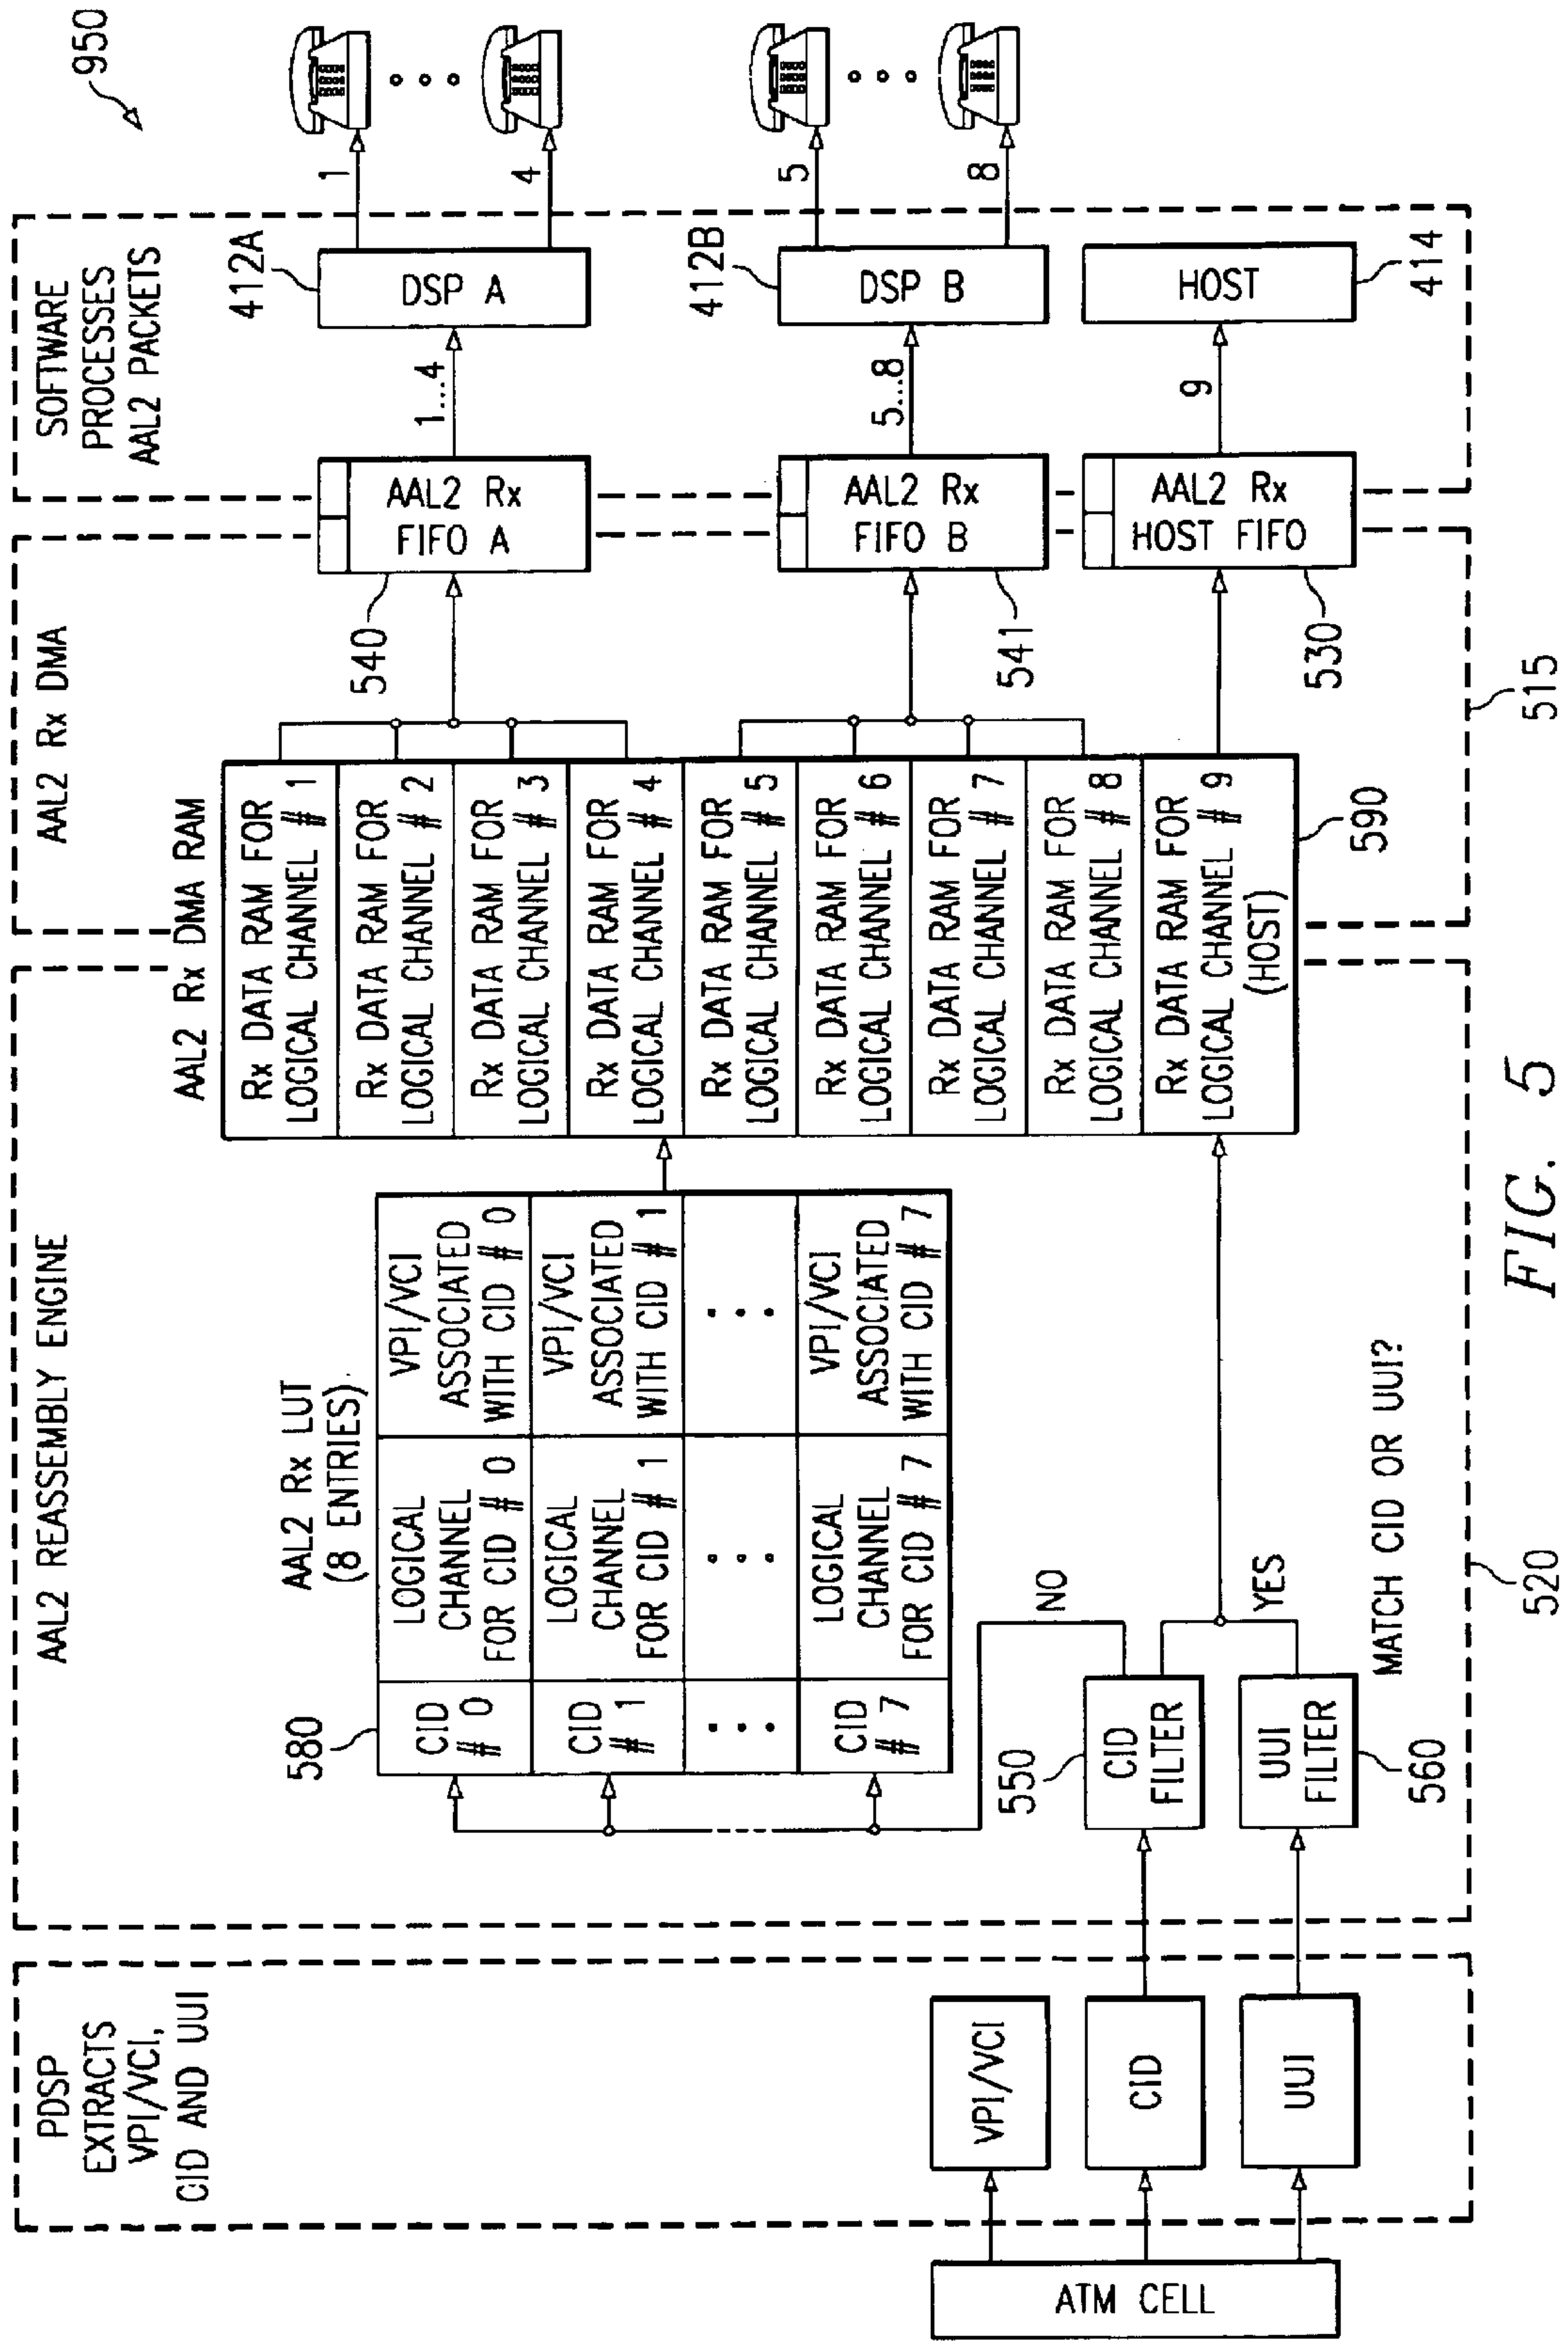 950
PDSP
EXTRACTS
VPI/VCI,
CID AND UUI
ATM CELL
VPI/VCI
CID
UUI
AAL2 REASSEMBLY ENGINE
580
AAL2 Rx LUT
(8 ENTRIES)
CID
# 0
LOGICAL
CHANNEL
FOR CID # 0
VPI/VCI
ASSOCIATED
WITH CID # 0
CID
# 1
LOGICAL
CHANNEL
FOR CID # 1
VPI/VCI
ASSOCIATED
WITH CID # 1
CID
# 7
LOGICAL
CHANNEL
FOR CID # 7
VPI/VCI
ASSOCIATED
WITH CID # 7
550
CID
FILTER
NO
UUI
FILTER
560
YES
MATCH CID OR UUI?
520
AAL2 Rx DMA RAM
Rx DATA RAM FOR
LOGICAL CHANNEL # 1
Rx DATA RAM FOR
LOGICAL CHANNEL # 2
Rx DATA RAM FOR
LOGICAL CHANNEL # 3
Rx DATA RAM FOR
LOGICAL CHANNEL # 4
Rx DATA RAM FOR
LOGICAL CHANNEL # 5
Rx DATA RAM FOR
LOGICAL CHANNEL # 6
Rx DATA RAM FOR
LOGICAL CHANNEL # 7
Rx DATA RAM FOR
LOGICAL CHANNEL # 8
Rx DATA RAM FOR
LOGICAL CHANNEL # 9
(HOST)
590
AAL2 Rx DMA
540
AAL2 Rx
FIFO A
541
AAL2 Rx
FIFO B
530
AAL2 Rx
HOST FIFO
515
SOFTWARE
PROCESSES
AAL2 PACKETS
1...4
412A
DSP A
1
4
5...8
412B
DSP B
5
8
9
HOST
414
FIG. 5